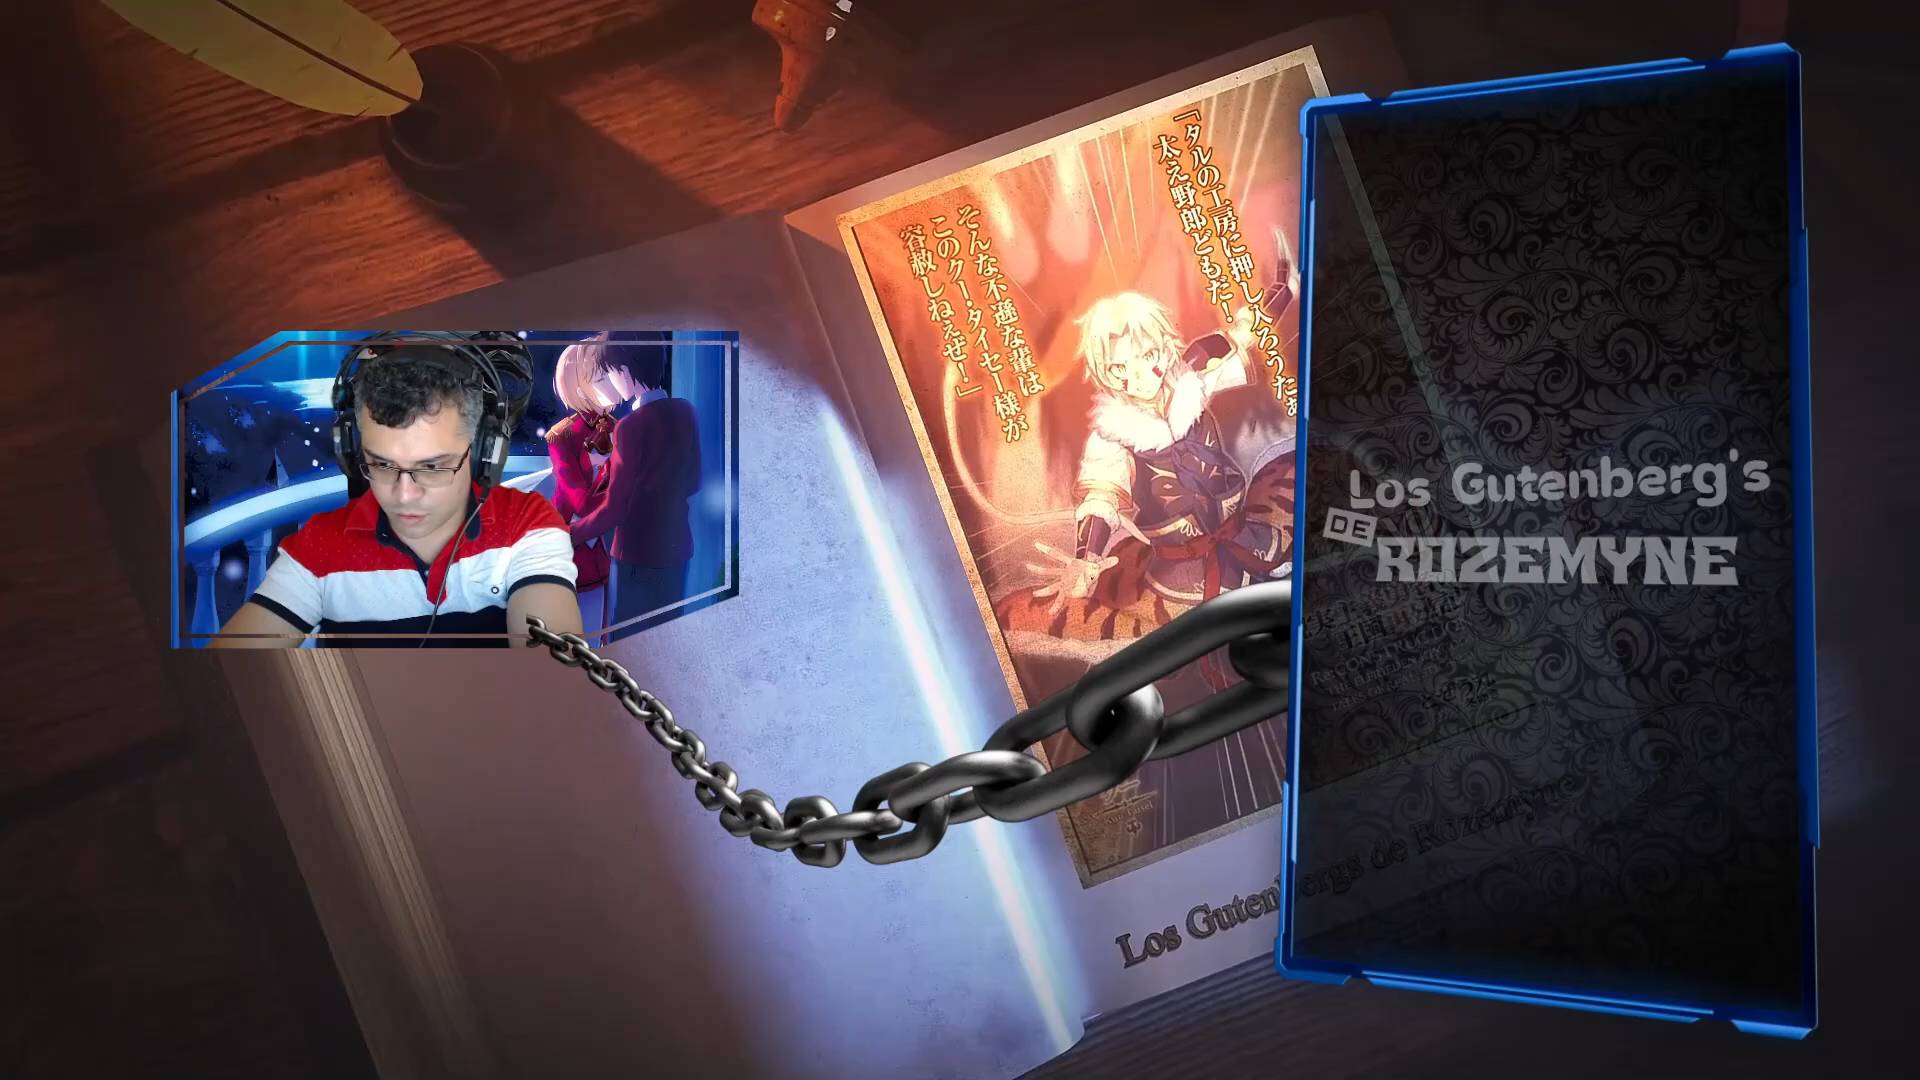 「タルの工房に押し入ろうたぁ
太え野郎どもだ！
そんな不遜な輩は
このクー・タイセー様が
容赦しねぇぜ！」
Los Gutenberg's
DE
ROZEMYNE
Re:CONSTRUCTION
Los Gutenbergs de Rozemyne